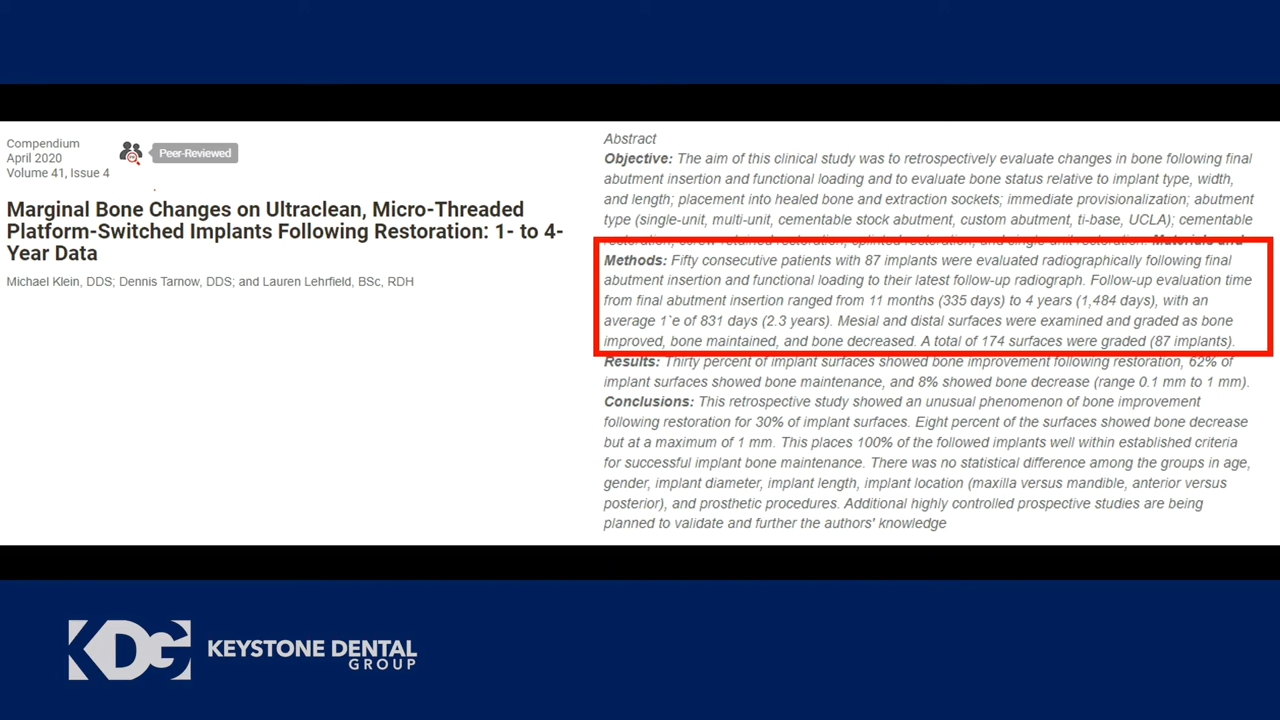 Compendium
April 2020
Volume 41, Issue 4
Peer-Reviewed
Marginal Bone Changes on Ultraclean, Micro-Threaded
Platform-Switched Implants Following Restoration: 1- to 4-
Year Data
Michael Klein, DDS; Dennis Tarnow, DDS; and Lauren Lehrfield, BSc, RDH
Abstract
Objective: The aim of this clinical study was to retrospectively evaluate changes in bone following final
abutment insertion and functional loading and to evaluate bone status relative to implant type, width,
and length; placement into healed bone and extraction sockets; immediate provisionalization; abutment
type (single-unit, multi-unit, cementable stock abutment, custom abutment, ti-base, UCLA); cementable
restoration, screw-retained restoration, splinted restoration, and single-unit restoration. Materials and
Methods: Fifty consecutive patients with 87 implants were evaluated radiographically following final
abutment insertion and functional loading to their latest follow-up radiograph. Follow-up evaluation time
from final abutment insertion ranged from 11 months (335 days) to 4 years (1,484 days), with an
average 1`e of 831 days (2.3 years). Mesial and distal surfaces were examined and graded as bone
improved, bone maintained, and bone decreased. A total of 174 surfaces were graded (87 implants).
Results: Thirty percent of implant surfaces showed bone improvement following restoration, 62% of
implant surfaces showed bone maintenance, and 8% showed bone decrease (range 0.1 mm to 1 mm).
Conclusions: This retrospective study showed an unusual phenomenon of bone improvement
following restoration for 30% of implant surfaces. Eight percent of the surfaces showed bone decrease
but at a maximum of 1 mm. This places 100% of the followed implants well within established criteria
for successful implant bone maintenance. There was no statistical difference among the groups in age,
gender, implant diameter, implant length, implant location (maxilla versus mandible, anterior versus
posterior), and prosthetic procedures. Additional highly controlled prospective studies are being
planned to validate and further the authors' knowledge
KDG KEYSTONE DENTAL
GROUP